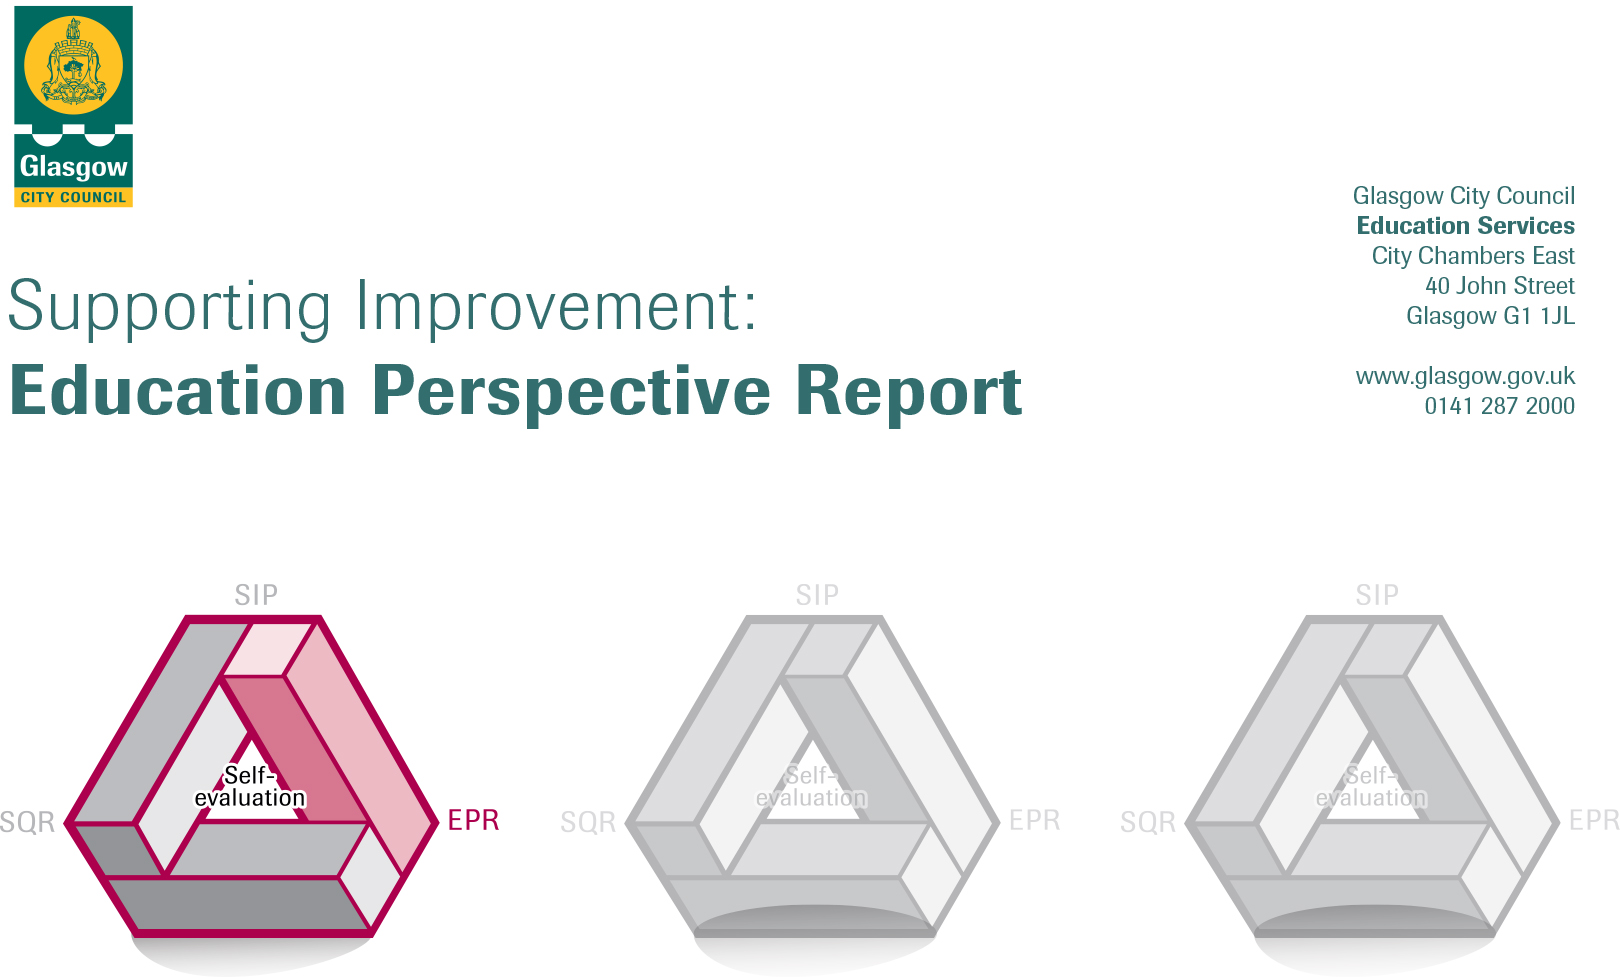 Glasgow
CITY COUNCIL
Glasgow City Council
Education Services
City Chambers East
40 John Street
Glasgow G1 1JL
www.glasgow.gov.uk
0141 287 2000
Supporting Improvement:
Education Perspective Report
SIP
Self-
evaluation
SQR
EPR
SIP
Self-
evaluation
SQR
EPR
SIP
Self-
evaluation
SQR
EPR